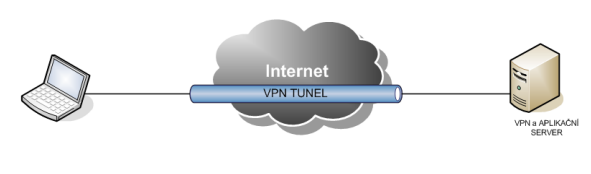 Internet
VPN TUNEL
VPN a APLIKAČNÍ
SERVER